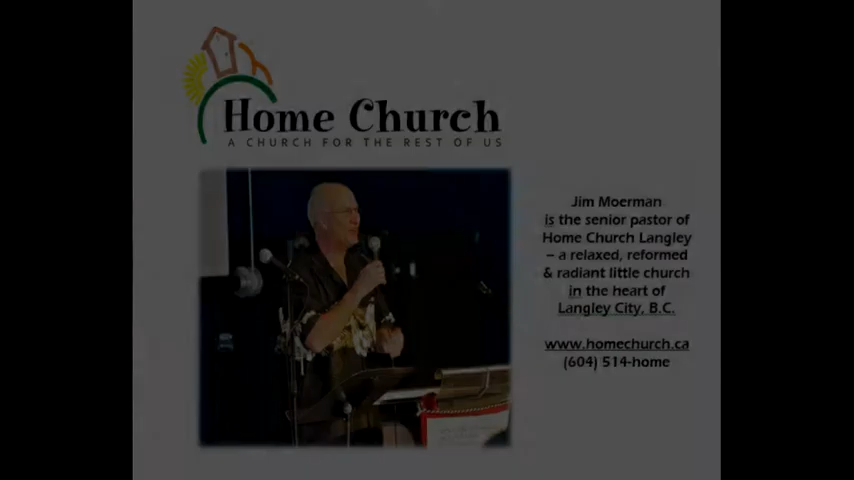 Home Church
A CHURCH FOR THE REST OF US
Jim Moerman
is the senior pastor of
Home Church Langley
– a relaxed, reformed
& radiant little church
in the heart of
Langley City, B.C.
www.homechurch.ca
(604) 514-home